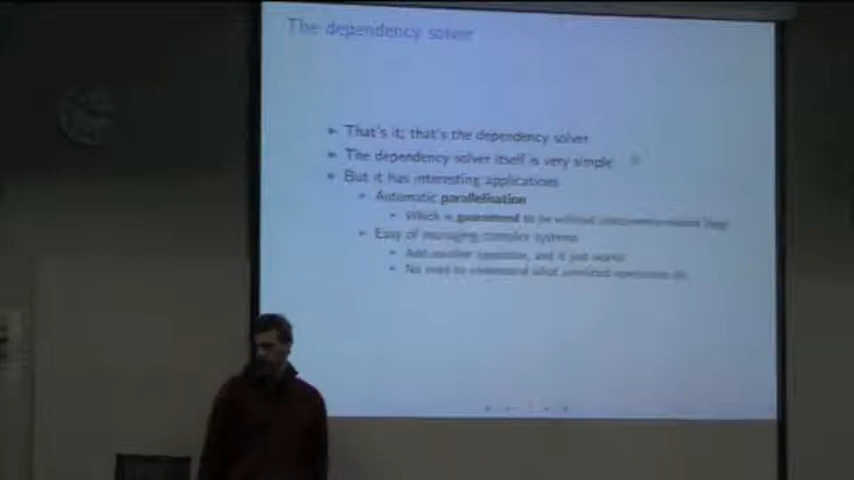 The dependency solver
That's it; that's the dependency solver
The dependency solver itself is very simple
But it has interesting applications
Automatic parallelisation
Which is guaranteed to be without concurrency-related bugs
Easy of managing complex systems
Add another operation, and it just works
No need to understand what unrelated operations do